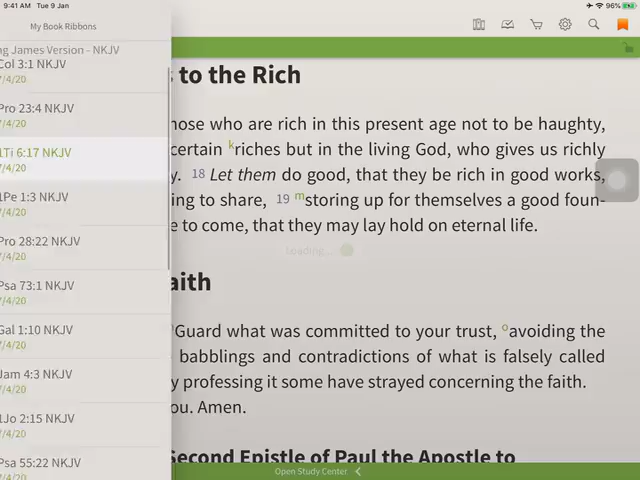 9:41 AM Tue 9 Jan
96%
My Book Ribbons
ng James Version - NKJV
Col 3:1 NKJV
7/4/20
Pro 23:4 NKJV
7/4/20
1Ti 6:17 NKJV
7/4/20
1Pe 1:3 NKJV
7/4/20
Pro 28:22 NKJV
7/4/20
Psa 73:1 NKJV
7/4/20
Gal 1:10 NKJV
7/4/20
Jam 4:3 NKJV
7/4/20
1Jo 2:15 NKJV
7/4/20
Psa 55:22 NKJV
7/4/20
s to the Rich
hose who are rich in this present age not to be haughty,
certain k riches but in the living God, who gives us richly
y. 18 Let them do good, that they be rich in good works,
ing to share, 19 m storing up for themselves a good foun-
e to come, that they may lay hold on eternal life.
Loading...
aith
Guard what was committed to your trust, o avoiding the
babblings and contradictions of what is falsely called
y professing it some have strayed concerning the faith.
ou. Amen.
Second Epistle of Paul the Apostle to
Open Study Center